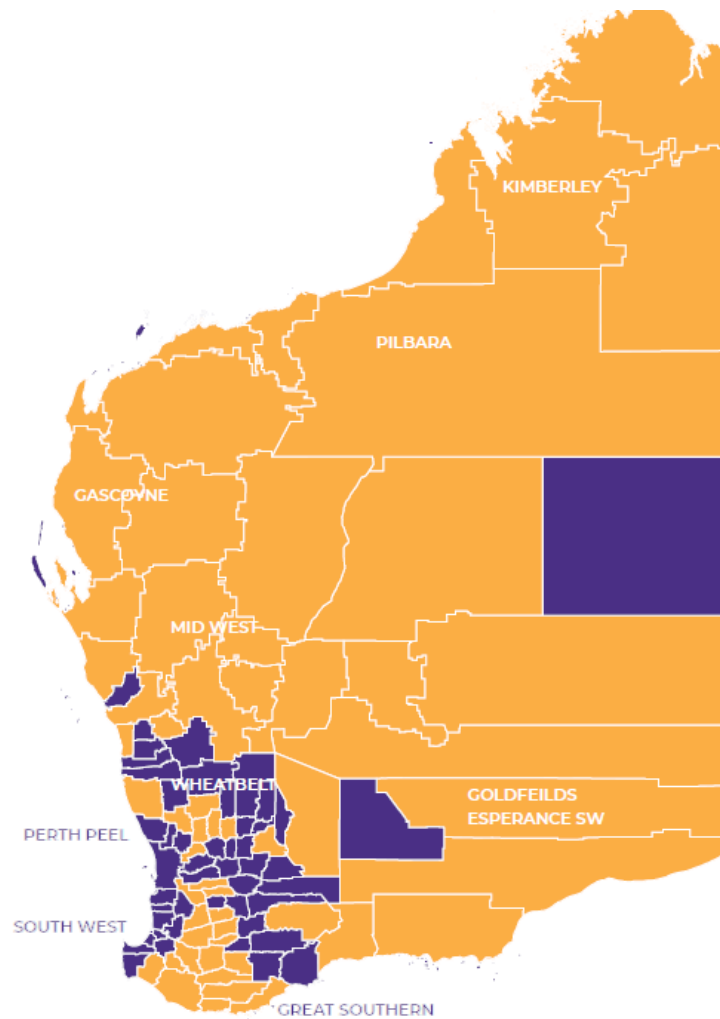 KIMBERLEY
PILBARA
GASCOYNE
MID WEST
WHEATBELT
GOLDFEILDS
ESPERANCE SW
PERTH PEEL
SOUTH WEST
GREAT SOUTHERN